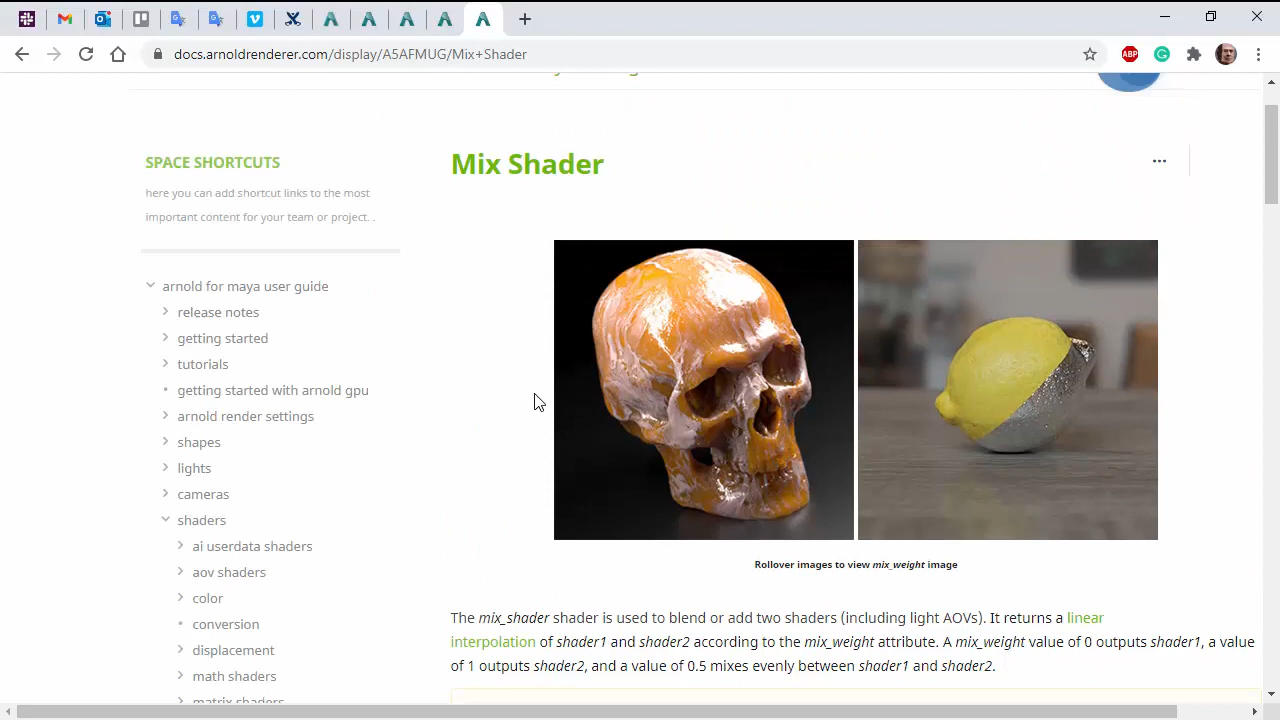 docs.arnoldrenderer.com/display/A5AFMUG/Mix+Shader
ABP
SPACE SHORTCUTS
here you can add shortcut links to the most
important content for your team or project. .
arnold for maya user guide
release notes
getting started
tutorials
getting started with arnold gpu
arnold render settings
shapes
lights
cameras
shaders
ai userdata shaders
aov shaders
color
conversion
displacement
math shaders
matrix shaders
Mix Shader
Rollover images to view mix_weight image
The mix_shader shader is used to blend or add two shaders (including light AOVs). It returns a linear
interpolation of shader1 and shader2 according to the mix_weight attribute. A mix_weight value of 0 outputs shader1, a value
of 1 outputs shader2, and a value of 0.5 mixes evenly between shader1 and shader2.